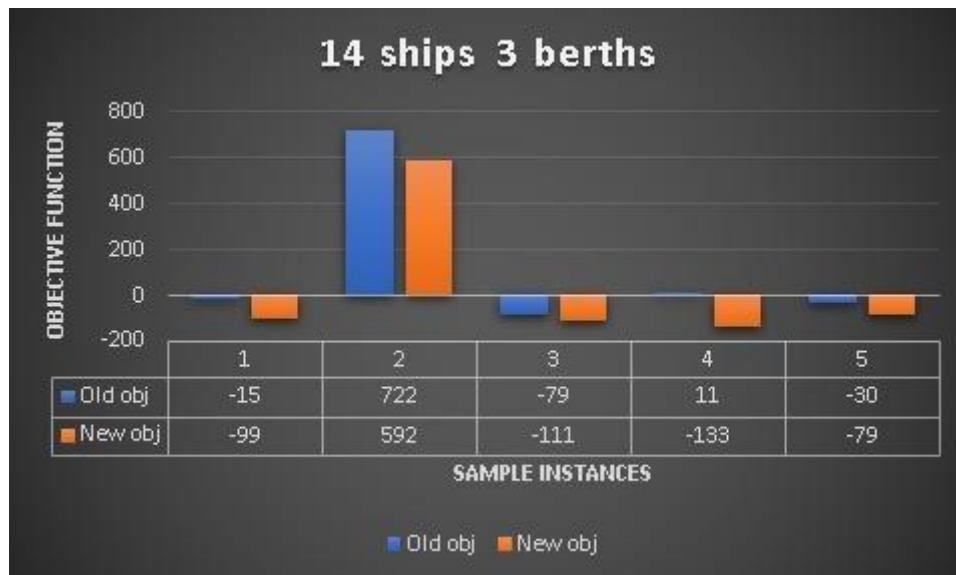 14 ships 3 berths
OBJECTIVE FUNCTION
800
600
400
200
0
-200
1 2 3 4 5
Old obj -15 722 -79 11 -30
New obj -99 592 -111 -133 -79
SAMPLE INSTANCES
Old obj New obj